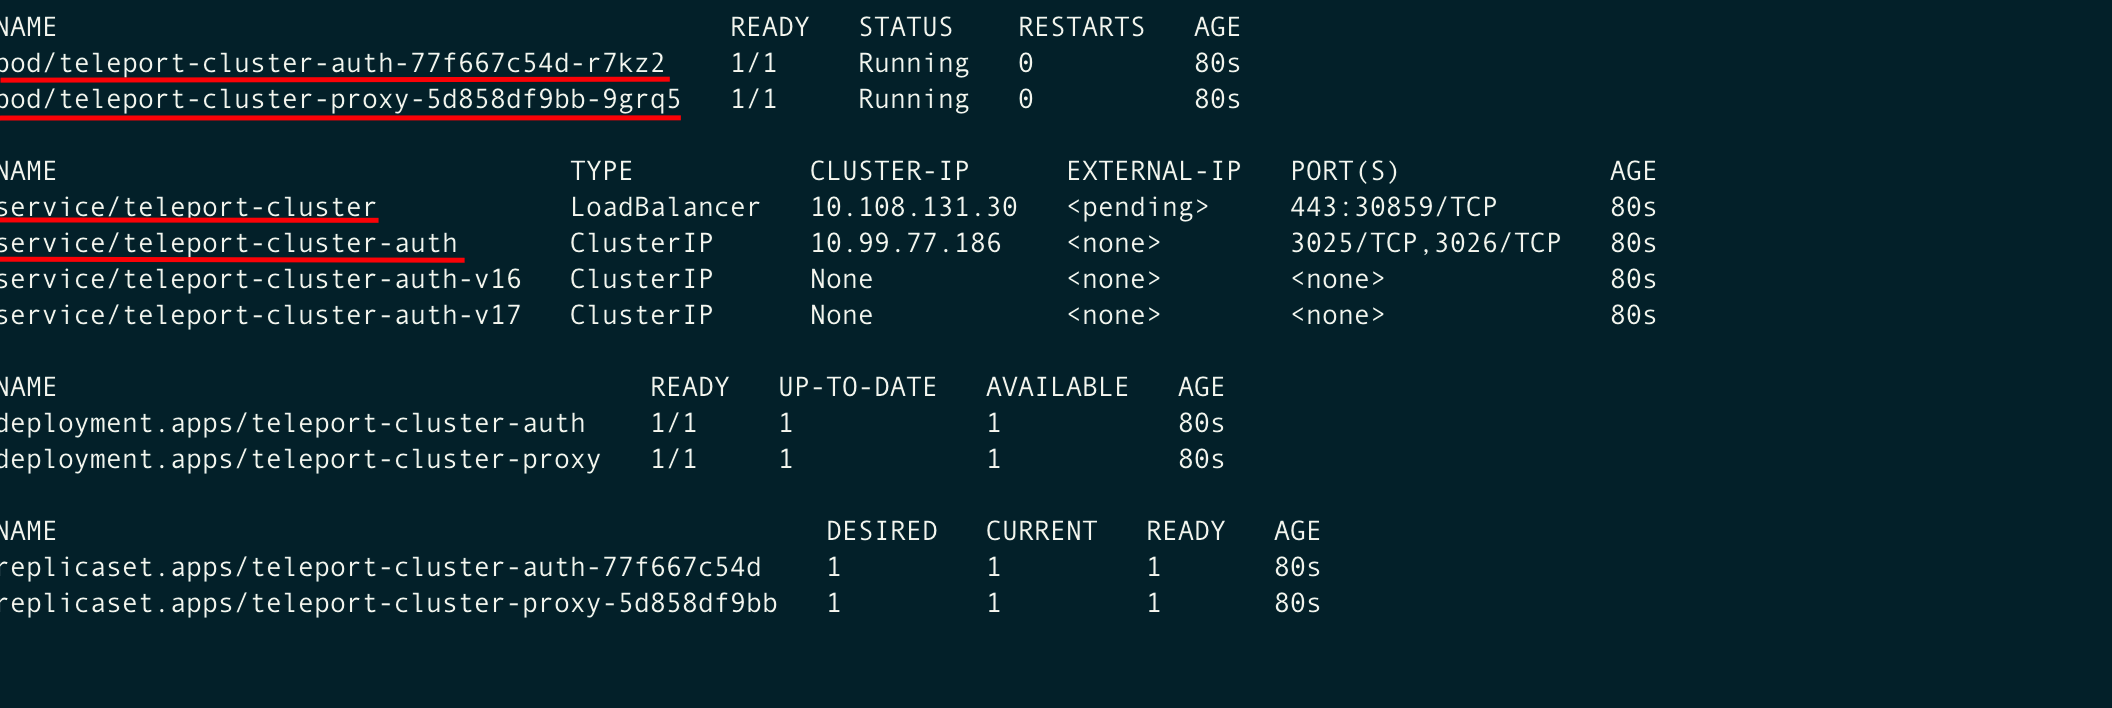 NAME READY STATUS RESTARTS AGE
pod/teleport-cluster-auth-77f667c54d-r7kz2 1/1 Running 0 80s
pod/teleport-cluster-proxy-5d858df9bb-9grq5 1/1 Running 0 80s
NAME TYPE CLUSTER-IP EXTERNAL-IP PORT(S) AGE
service/teleport-cluster LoadBalancer 10.108.131.30 <pending> 443:30859/TCP 80s
service/teleport-cluster-auth ClusterIP 10.99.77.186 <none> 3025/TCP,3026/TCP 80s
service/teleport-cluster-auth-v16 ClusterIP None <none> <none> 80s
service/teleport-cluster-auth-v17 ClusterIP None <none> <none> 80s
NAME READY UP-TO-DATE AVAILABLE AGE
deployment.apps/teleport-cluster-auth 1/1 1 1 80s
deployment.apps/teleport-cluster-proxy 1/1 1 1 80s
NAME DESIRED CURRENT READY AGE
replicaset.apps/teleport-cluster-auth-77f667c54d 1 1 1 80s
replicaset.apps/teleport-cluster-proxy-5d858df9bb 1 1 1 80s